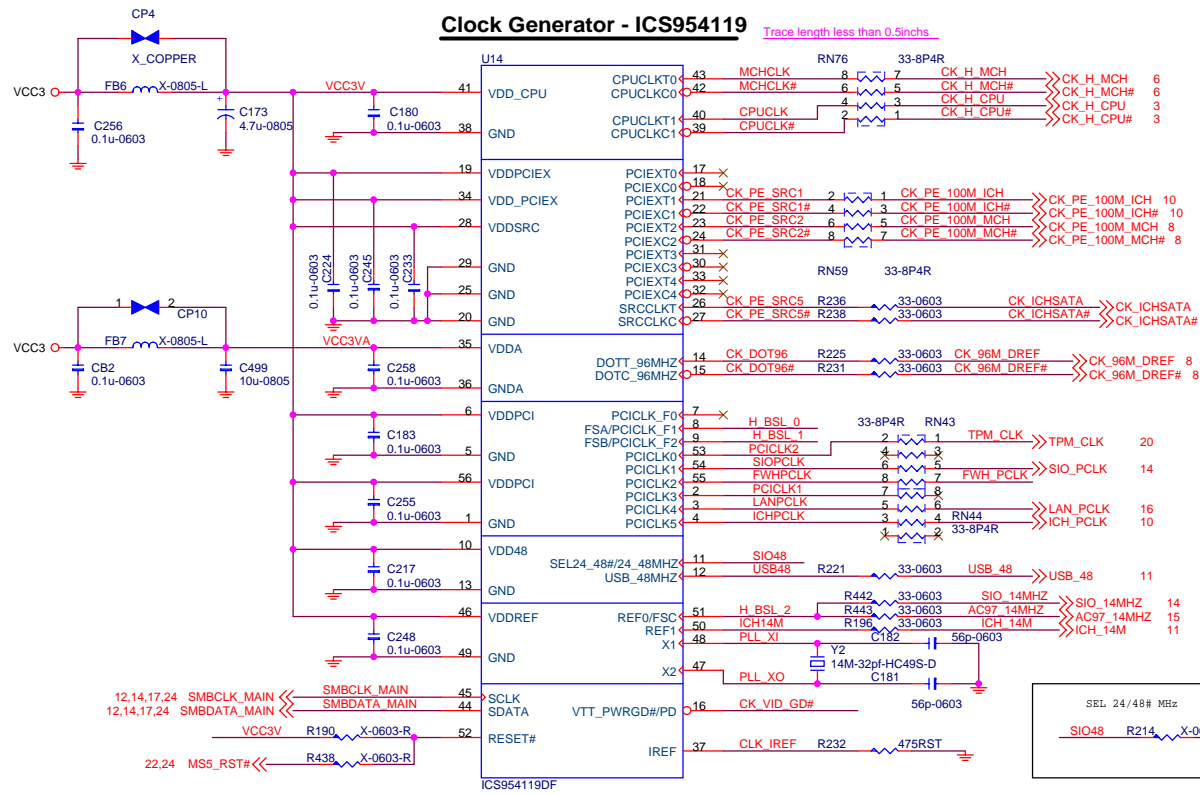 Clock Generator - ICS954119
Trace length less than 0.5inchs
CP4
X_COPPER
VCC3
FB6
X-0805-L
VCC3V
C256
0.1u-0603
+
C173
4.7u-0805
C180
0.1u-0603
C224
0.1u-0603
C245
0.1u-0603
C233
0.1u-0603
1
2
CP10
VCC3
FB7
X-0805-L
VCC3VA
CB2
0.1u-0603
C499
10u-0805
C258
0.1u-0603
C183
0.1u-0603
C255
0.1u-0603
C217
0.1u-0603
C248
0.1u-0603
12,14,17,24 SMBCLK_MAIN SMBCLK_MAIN
12,14,17,24 SMBDATA_MAIN SMBDATA_MAIN
VCC3V R190 X-0603-R
22,24 MS5_RST# R438 X-0603-R
U14
41 VDD_CPU
38 GND
19 VDDPCIEX
34 VDD_PCIEX
28 VDDSRC
29 GND
25 GND
20 GND
35 VDDA
36 GNDA
6 VDDPCI
5 GND
56 VDDPCI
1 GND
10 VDD48
13 GND
46 VDDREF
49 GND
45 SCLK
44 SDATA
52 RESET#
ICS954119DF
RN76 33-8P4R
CPUCLKT0 43 MCHCLK 8 7 CK_H_MCH CK_H_MCH 6
CPUCLKC0 42 MCHCLK# 6 5 CK_H_MCH# CK_H_MCH# 6
CPUCLKT1 40 CPUCLK 4 3 CK_H_CPU CK_H_CPU 3
CPUCLKC1 39 CPUCLK# 2 1 CK_H_CPU# CK_H_CPU# 3
PCIEXT0 17
PCIEXC0 18
PCIEXT1 21 CK_PE_SRC1 2 1 CK_PE_100M_ICH CK_PE_100M_ICH 10
PCIEXC1 22 CK_PE_SRC1# 4 3 CK_PE_100M_ICH# CK_PE_100M_ICH# 10
PCIEXT2 23 CK_PE_SRC2 6 5 CK_PE_100M_MCH CK_PE_100M_MCH 8
PCIEXC2 24 CK_PE_SRC2# 8 7 CK_PE_100M_MCH# CK_PE_100M_MCH# 8
PCIEXT3 31
PCIEXC3 30
RN59 33-8P4R
PCIEXT4 33
PCIEXC4 32
SRCCLKT 26 CK_PE_SRC5 R236 33-0603 CK_ICHSATA CK_ICHSATA
SRCCLKC 27 CK_PE_SRC5# R238 33-0603 CK_ICHSATA# CK_ICHSATA#
DOTT_96MHZ 14 CK_DOT96 R225 33-0603 CK_96M_DREF CK_96M_DREF 8
DOTC_96MHZ 15 CK_DOT96# R231 33-0603 CK_96M_DREF# CK_96M_DREF# 8
PCICLK_F0 7
33-8P4R RN43
FSA/PCICLK_F1 8 H_BSL_0
FSB/PCICLK_F2 9 H_BSL_1 2 1 TPM_CLK TPM_CLK 20
PCICLK0 53 PCICLK2 4 3
PCICLK1 54 SIOPCLK 6 5 SIO_PCLK 14
PCICLK2 55 FWHPCLK 8 7 FWH_PCLK
PCICLK3 2 PCICLK1 7 8
PCICLK4 3 LANPCLK 5 6 LAN_PCLK 16
PCICLK5 4 ICHPCLK 3 4 RN44 ICH_PCLK 10
1 2 33-8P4R
SEL24_48#/24_48MHZ 11 SIO48
USB_48MHZ 12 USB48 R221 33-0603 USB_48 USB_48 11
R442 33-0603 SIO_14MHZ SIO_14MHZ 14
REF0/FSC 51 H_BSL_2 R443 33-0603 AC97_14MHZ AC97_14MHZ 15
REF1 50 ICH14M R196 33-0603 ICH_14M ICH_14M 11
X1 48 PLL_XI C182 56p-0603
Y2
14M-32pf-HC49S-D
X2 47 PLL_XO C181 56p-0603
VTT_PWRGD#/PD 16 CK_VID_GD#
IREF 37 CLK_IREF R232 475RST
SEL 24/48# MHz
SIO48 R214